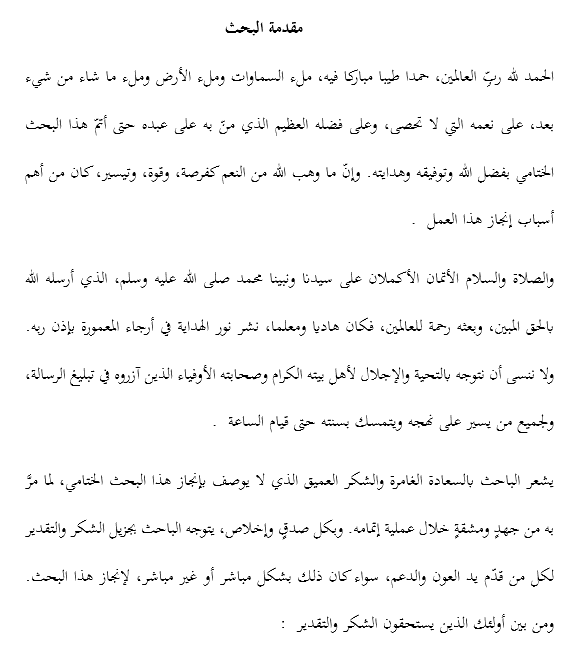 مقدمة البحث
الحمد لله ربِّ العالمين، حمدا طيبا مباركا فيه، ملء السماوات وملء الأرض وملء ما شاء من شيء
بعد، على نعمه التي لا تحصى، وعلى فضله العظيم الذي منّ به على عبده حتى أتمّ هذا البحث
الختامي بفضل الله وتوفيقه وهدايته. وإنّ ما وهب الله من النعم كفرصة، وقوة، وتيسير، كان من أهم
أسباب إنجاز هذا العمل .
والصلاة والسلام الأتمان الأكملان على سيدنا ونبينا محمد صلى الله عليه وسلم، الذي أرسله الله
بالحق المبين، وبعثه رحمة للعالمين، فكان هاديا ومعلما، نشر نور الهداية في أرجاء المعمورة بإذن ربه.
ولا ننسى أن نتوجه بالتحية والإجلال لأهل بيته الكرام وصحابته الأوفياء الذين آزروه في تبليغ الرسالة،
ولجميع من يسير على نهجه ويتمسك بسنته حتى قيام الساعة .
يشعر الباحث بالسعادة الغامرة والشكر العميق الذي لا يوصف بإنجاز هذا البحث الختامي، لما مرَّ
به من جهدٍ ومشقةٍ خلال عملية إتمامه. وبكل صدقٍ وإخلاص، يتوجه الباحث بجزيل الشكر والتقدير
لكل من قدّم يد العون والدعم، سواء كان ذلك بشكل مباشر أو غير مباشر، لإنجاز هذا البحث.
ومن بين أولئك الذين يستحقون الشكر والتقدير :